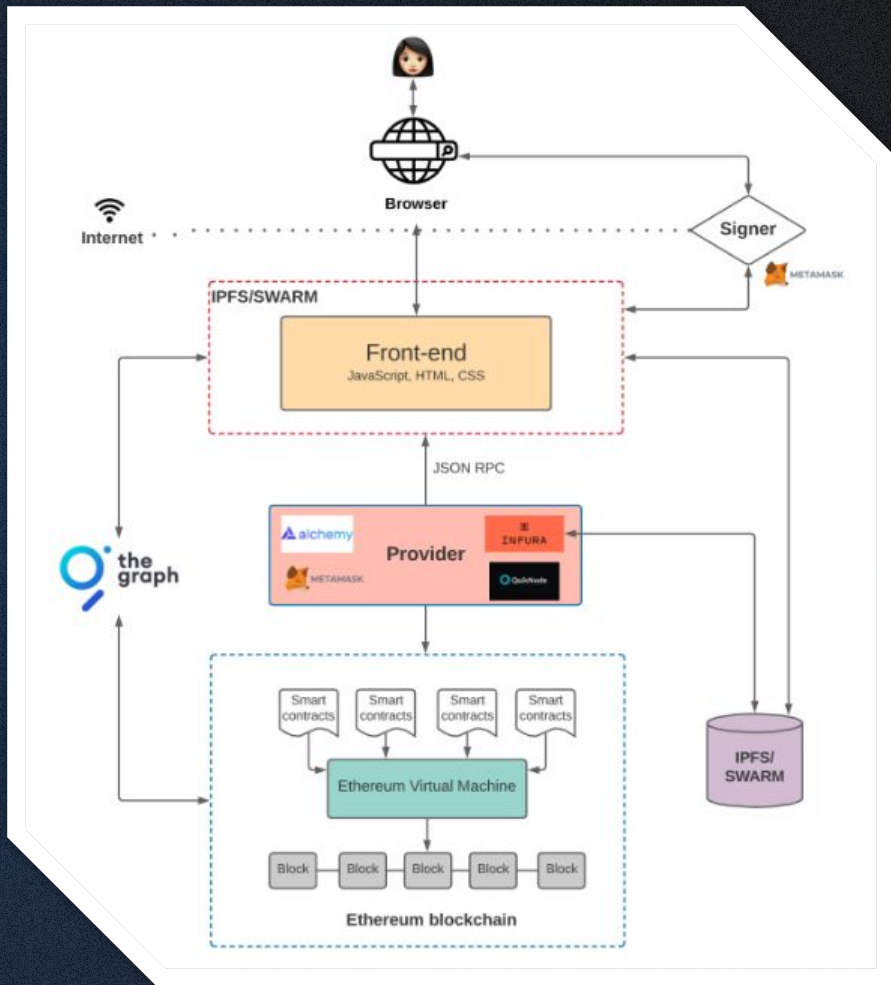 Browser
Internet
Signer
METAMASK
IPFS/SWARM
Front-end
JavaScript, HTML, CSS
JSON RPC
alchemy
INFURA
Provider
METAMASK
QuikNode
the
graph
Smart
contracts
Smart
contracts
Smart
contracts
Smart
contracts
IPFS/
SWARM
Ethereum Virtual Machine
Block
Block
Block
Block
Block
Ethereum blockchain